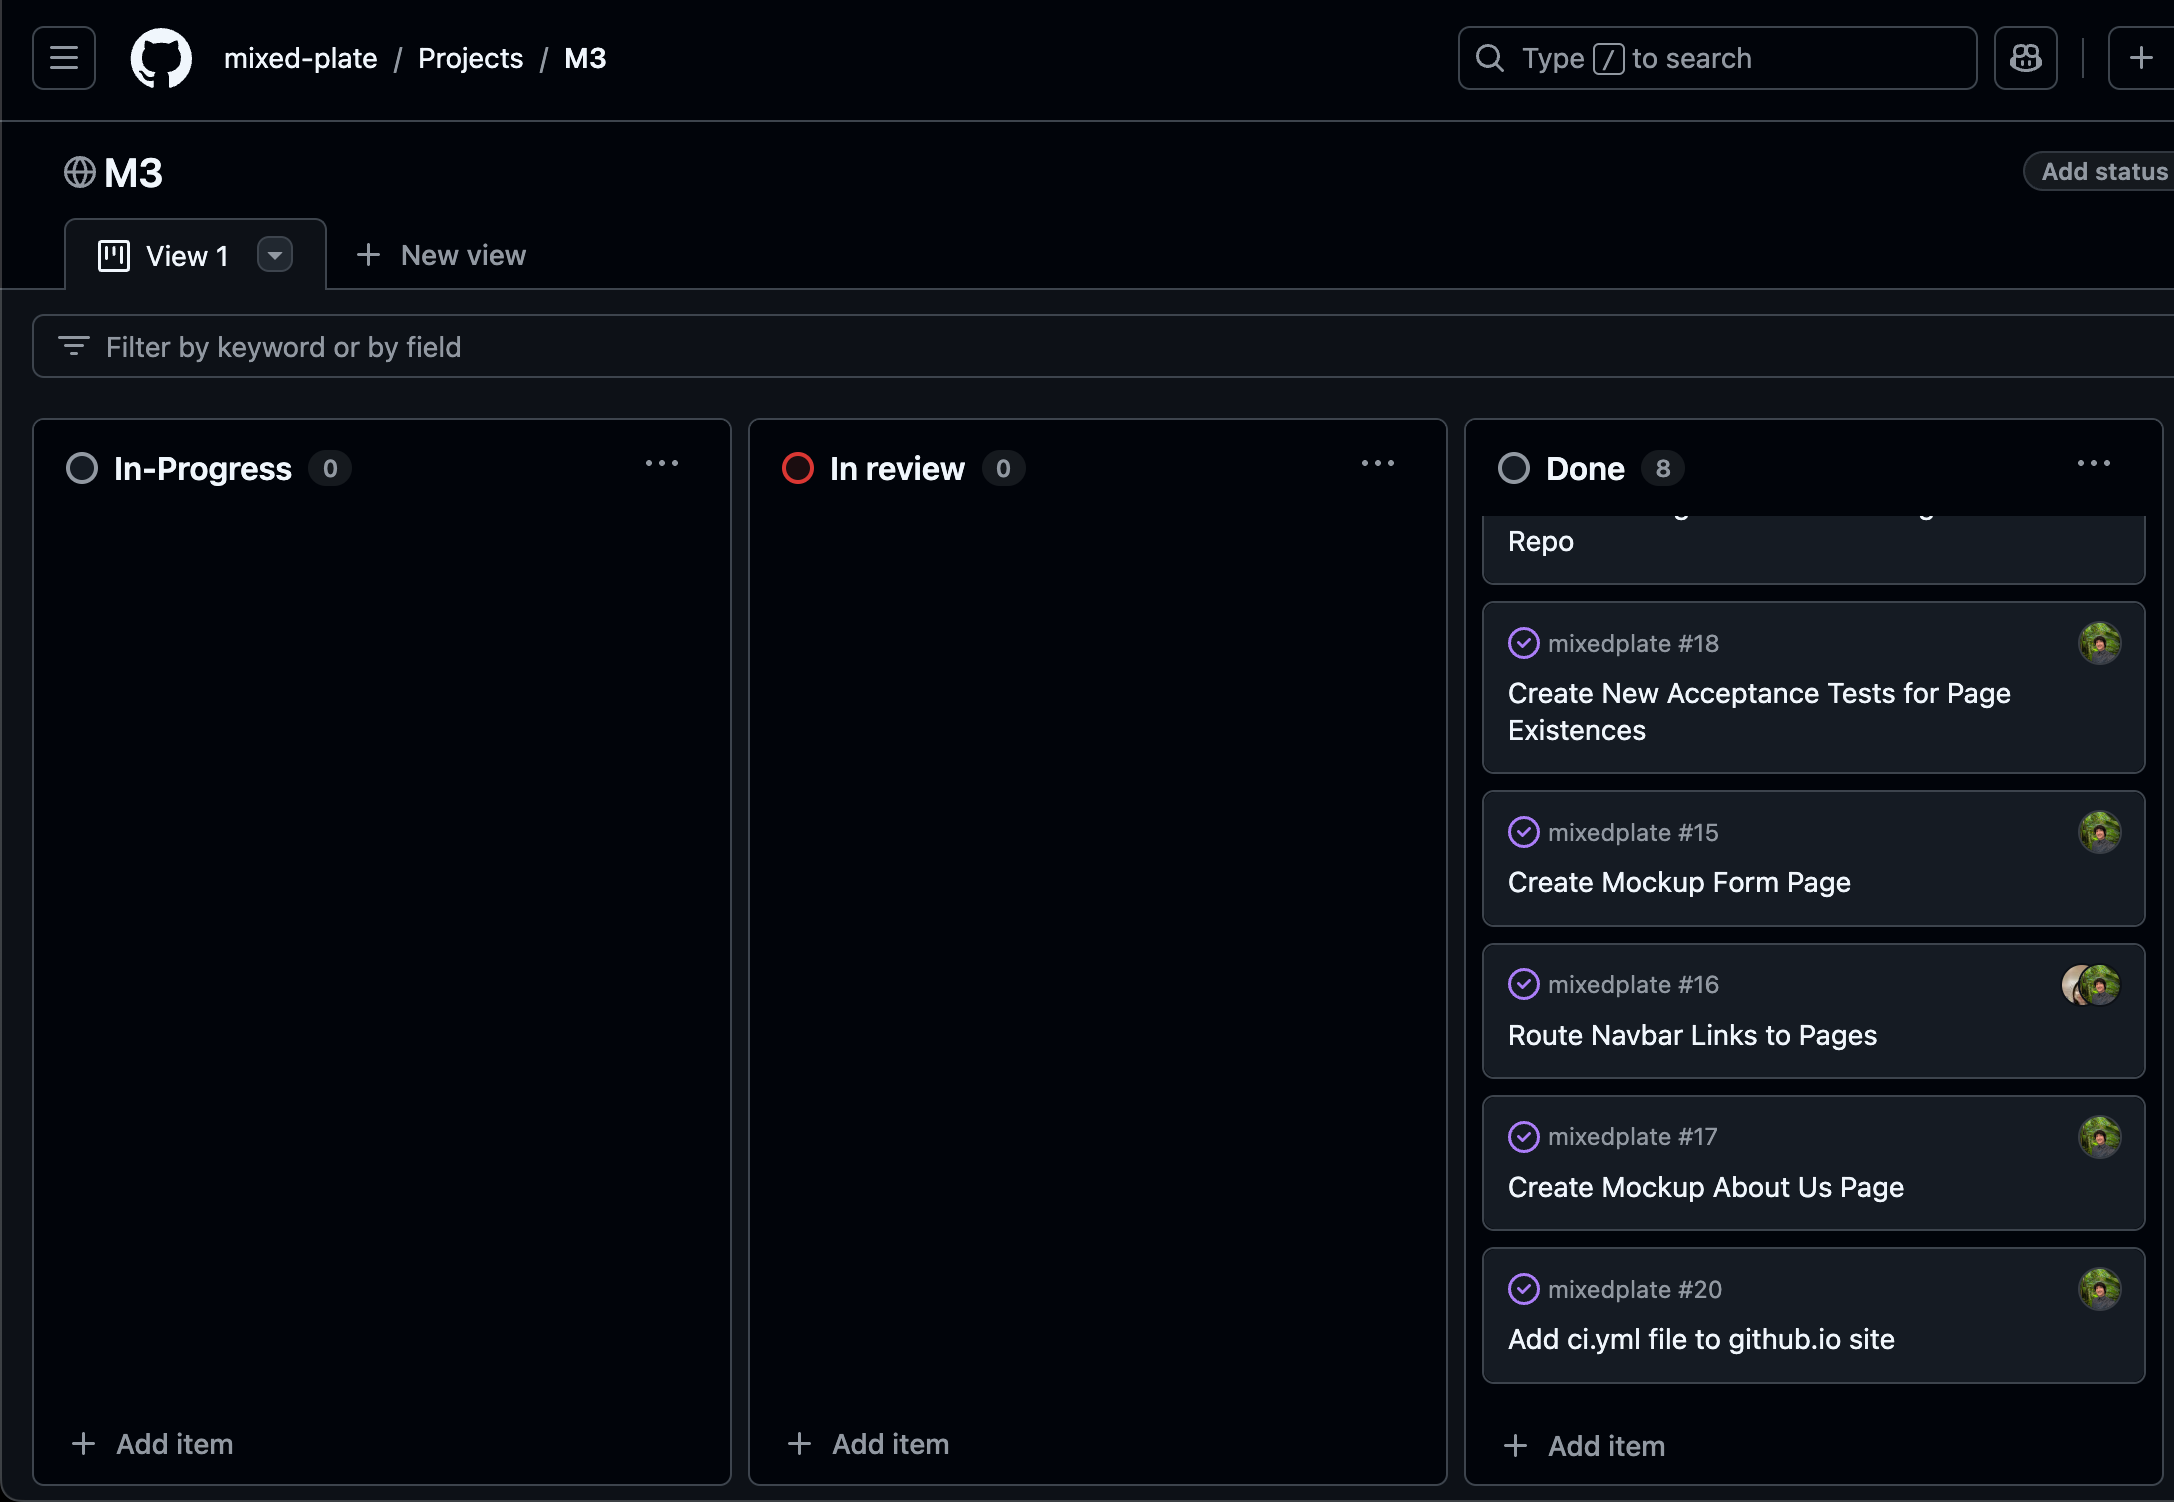 mixed-plate / Projects / M3
Type / to search
M3
Add status
View 1
New view
Filter by keyword or by field
In-Progress 0
In review 0
Done 8
Repo
mixedplate #18
Create New Acceptance Tests for Page
Existences
mixedplate #15
Create Mockup Form Page
mixedplate #16
Route Navbar Links to Pages
mixedplate #17
Create Mockup About Us Page
mixedplate #20
Add ci.yml file to github.io site
Add item
Add item
Add item